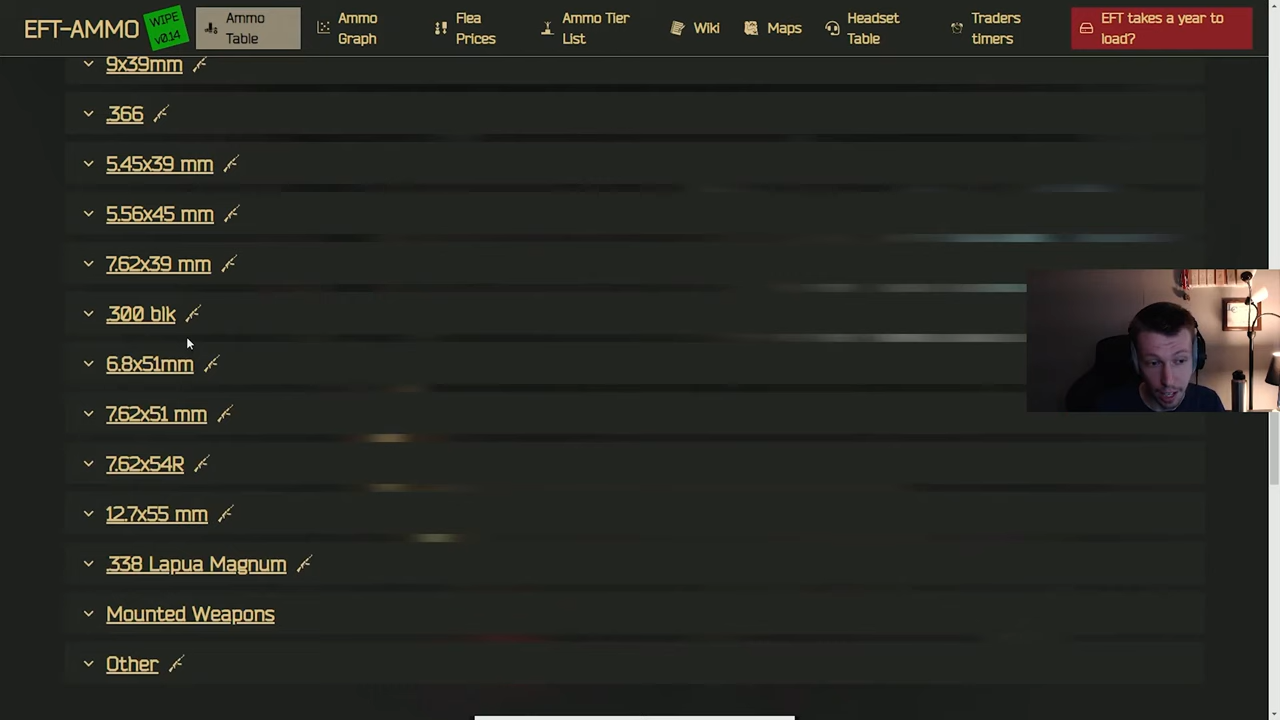 EFT-AMMO
WIPE
v0.14
Ammo
Table
Ammo
Graph
Flea
Prices
Ammo Tier
List
Wiki
Maps
Headset
Table
Traders
timers
EFT takes a year to
load?
9x39mm
.366
5.45x39 mm
5.56x45 mm
7.62x39 mm
.300 blk
6.8x51mm
7.62x51 mm
7.62x54R
12.7x55 mm
.338 Lapua Magnum
Mounted Weapons
Other